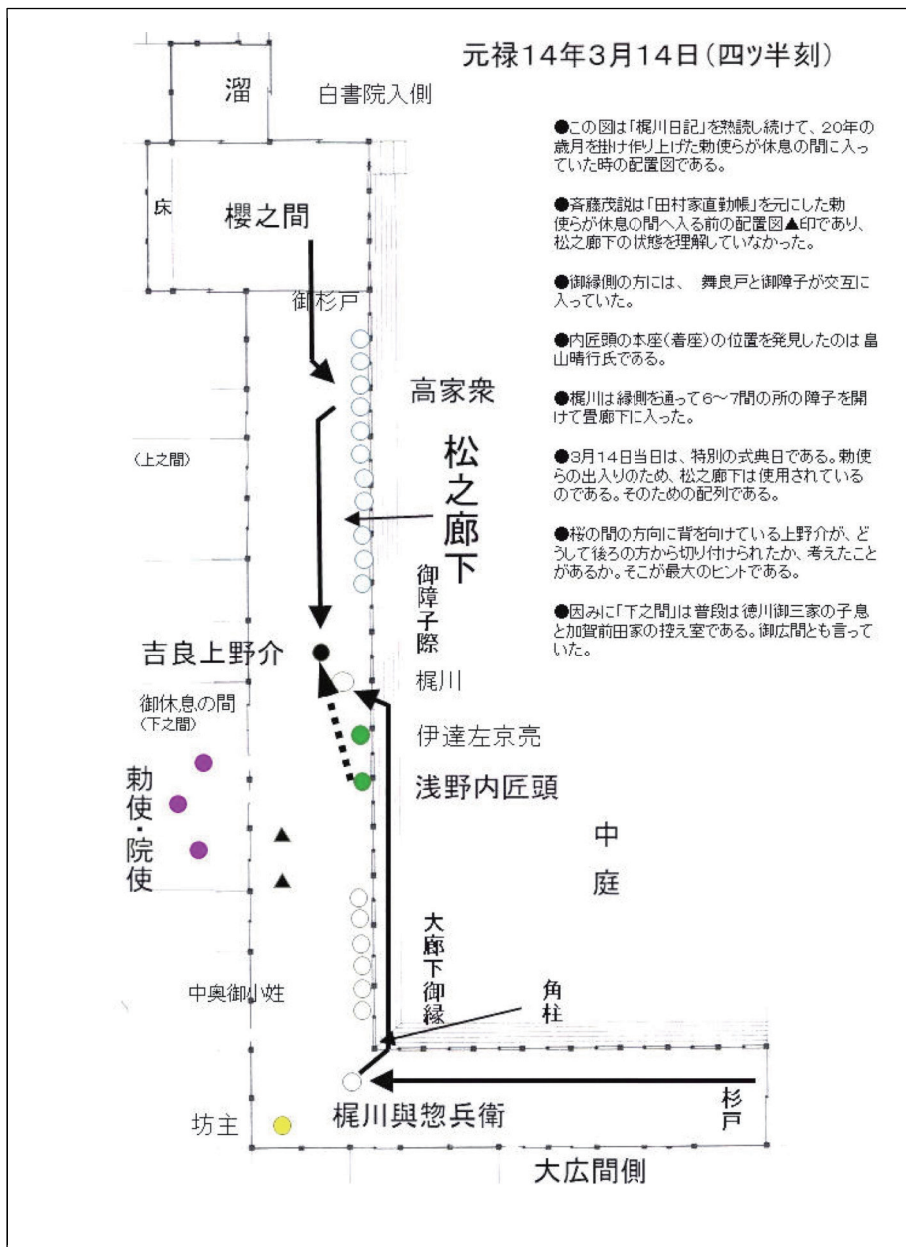 元禄14年3月14日(四ツ半刻)
溜
白書院入側
床
櫻之間
御杉戸
高家衆
(上之間)
松之廊下
御障子際
吉良上野介
梶川
御休息の間
(下之間)
伊達左京亮
浅野内匠頭
勅使・院使
中庭
大廊下御縁
中奥御小姓
角柱
杉戸
坊主
梶川與惣兵衛
大広間側
●この図は「梶川日記」を熟読し続けて、20年の
歳月を掛け作り上げた勅使らが休息の間に入っ
ていた時の配置図である。
●斉藤茂説は「田村家直勤帳」を元にした勅
使らが休息の間へ入る前の配置図▲印であり、
松之廊下の状態を理解していなかった。
●御縁側の方には、 舞良戸と御障子が交互に
入っていた。
●内匠頭の本座(着座)の位置を発見したのは 畠
山晴行氏である。
●梶川は縁側を通って6～7間の所の障子を開
けて畳廊下に入った。
●3月14日当日は、特別の式典日である。勅使
らの出入りのため、松之廊下は使用されている
のである。そのための配列である。
●桜の間の方向に背を向けている上野介が、ど
うして後ろの方から切り付けられたか、考えたこと
があるか。そこが最大のヒントである。
●因みに「下之間」は普段は徳川御三家の子息
と加賀前田家の控え室である。御広間とも言って
いた。